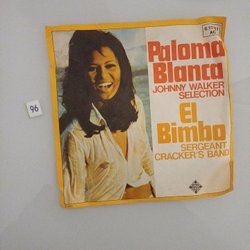 Paloma
Blanca
JOHNNY WALKER
SELECTION
El
Bimbo
SERGEANT
CRACKER'S BAND
96